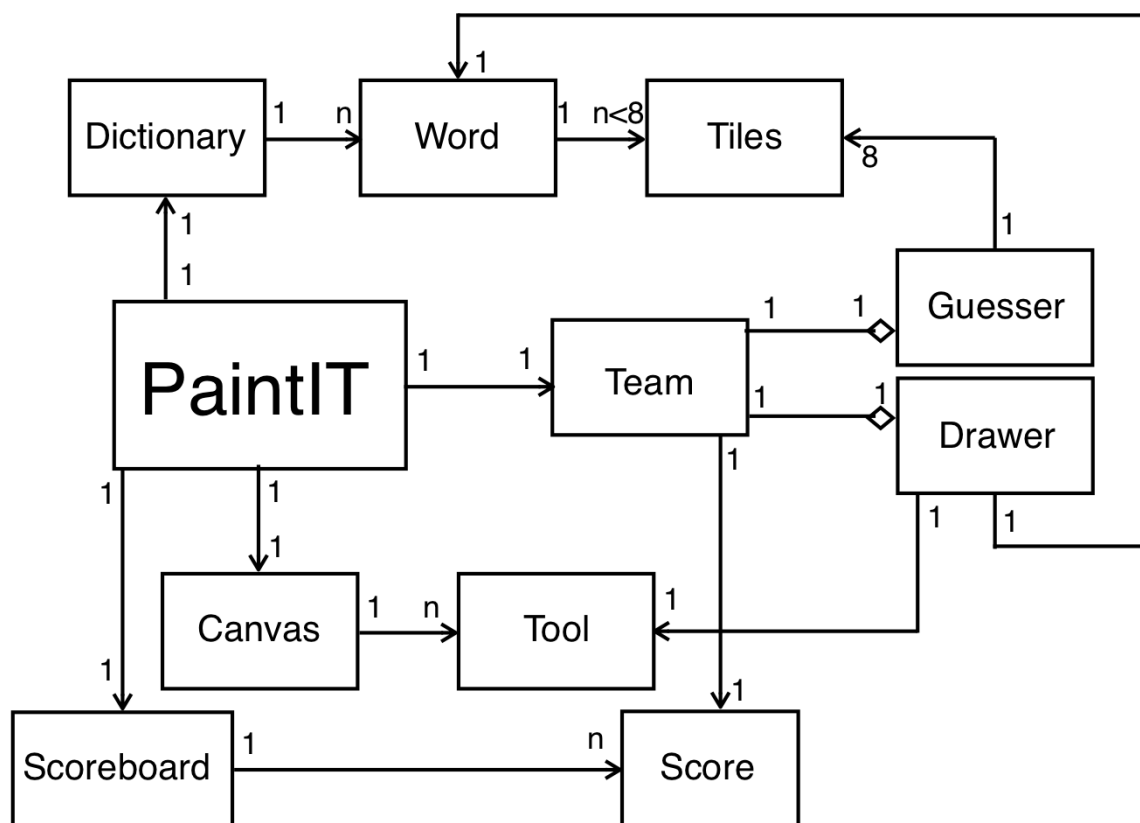 1
1 n 1 n<8
Dictionary Word Tiles
8
1 1
1
1 1 Guesser
PaintIT 1 1 Team
1 1 Drawer
1 1 1 1 1
1
Canvas 1 n Tool 1
1 1
Scoreboard 1 n Score